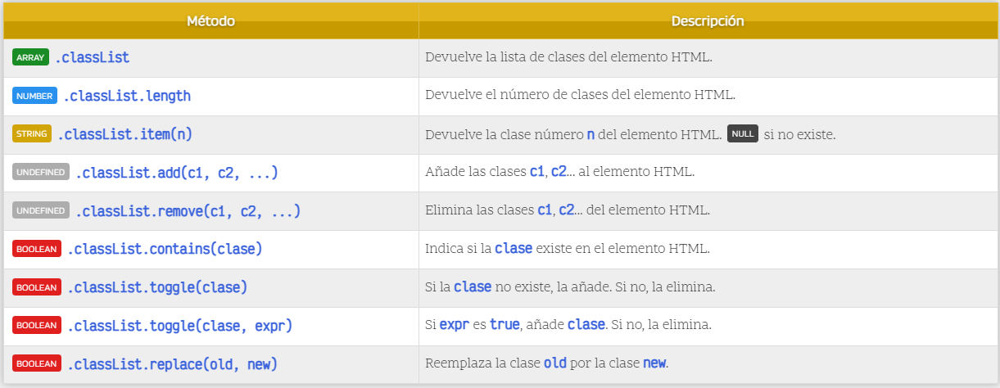 Método Descripción
ARRAY .classList Devuelve la lista de clases del elemento HTML.
NUMBER .classList.length Devuelve el número de clases del elemento HTML.
STRING .classList.item(n) Devuelve la clase número n del elemento HTML. NULL si no existe.
UNDEFINED .classList.add(c1, c2, ...) Añade las clases c1, c2... al elemento HTML.
UNDEFINED .classList.remove(c1, c2, ...) Elimina las clases c1, c2... del elemento HTML.
BOOLEAN .classList.contains(clase) Indica si la clase existe en el elemento HTML.
BOOLEAN .classList.toggle(clase) Si la clase no existe, la añade. Si no, la elimina.
BOOLEAN .classList.toggle(clase, expr) Si expr es true, añade clase. Si no, la elimina.
BOOLEAN .classList.replace(old, new) Reemplaza la clase old por la clase new.